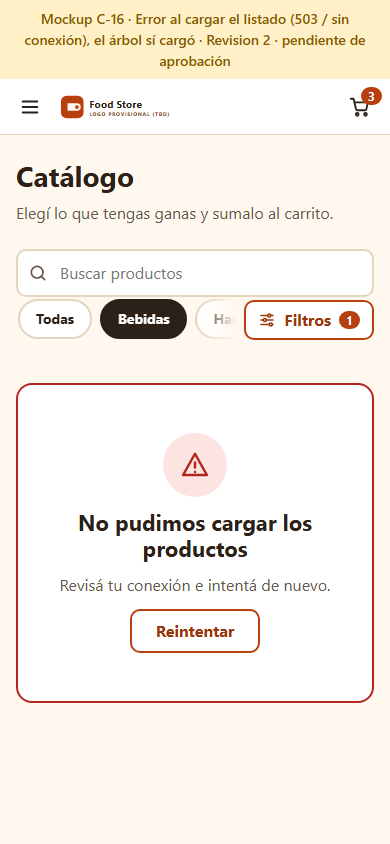 Mockup C-16 · Error al cargar el listado (503 / sin
conexión), el árbol sí cargó · Revision 2 · pendiente de
aprobación
Food Store
LOGO PROVISIONAL (TBD)
3
Catálogo
Elegí lo que tengas ganas y sumalo al carrito.
Buscar productos
Todas
Bebidas
Filtros 1
No pudimos cargar los
productos
Revisá tu conexión e intentá de nuevo.
Reintentar